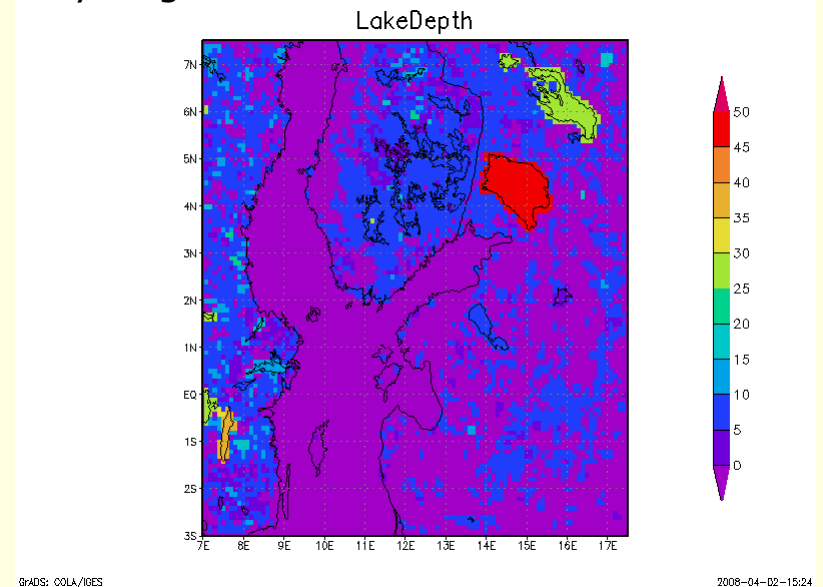 LakeDepth
7N
6N
5N
4N
3N
2N
1N
EQ
1S
2S
3S
7E 8E 9E 10E 11E 12E 13E 14E 15E 16E 17E
50
45
40
35
30
25
20
15
10
5
0
GrADS: COLA/IGES
2008-04-02-15:24